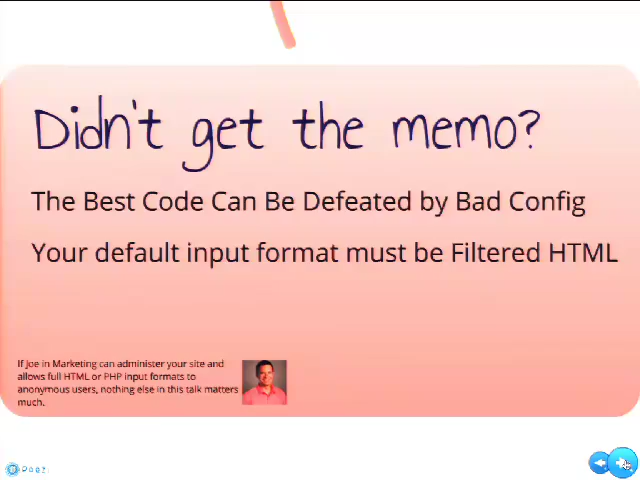 Didn't get the memo?
The Best Code Can Be Defeated by Bad Config
Your default input format must be Filtered HTML
If Joe in Marketing can administer your site and
allows full HTML or PHP input formats to
anonymous users, nothing else in this talk matters
much.